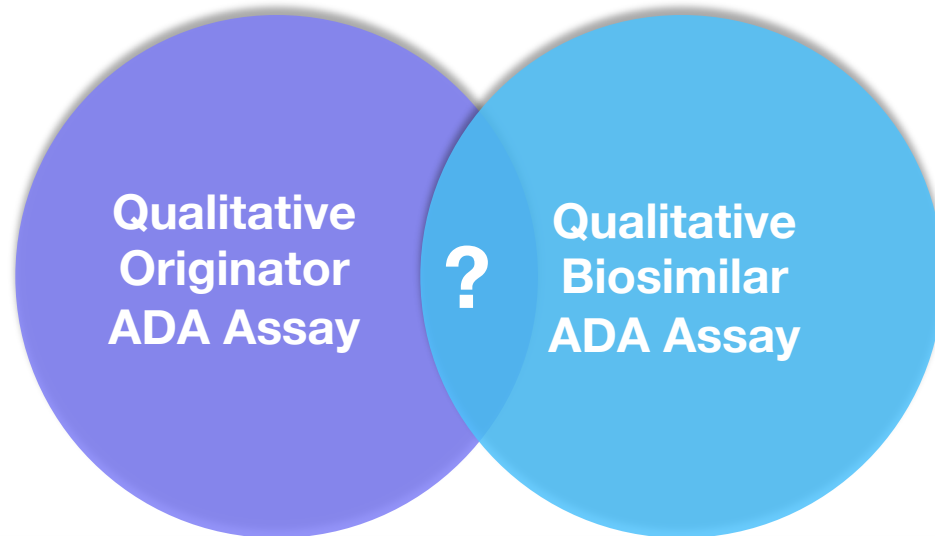 Qualitative
Originator
ADA Assay
?
Qualitative
Biosimilar
ADA Assay